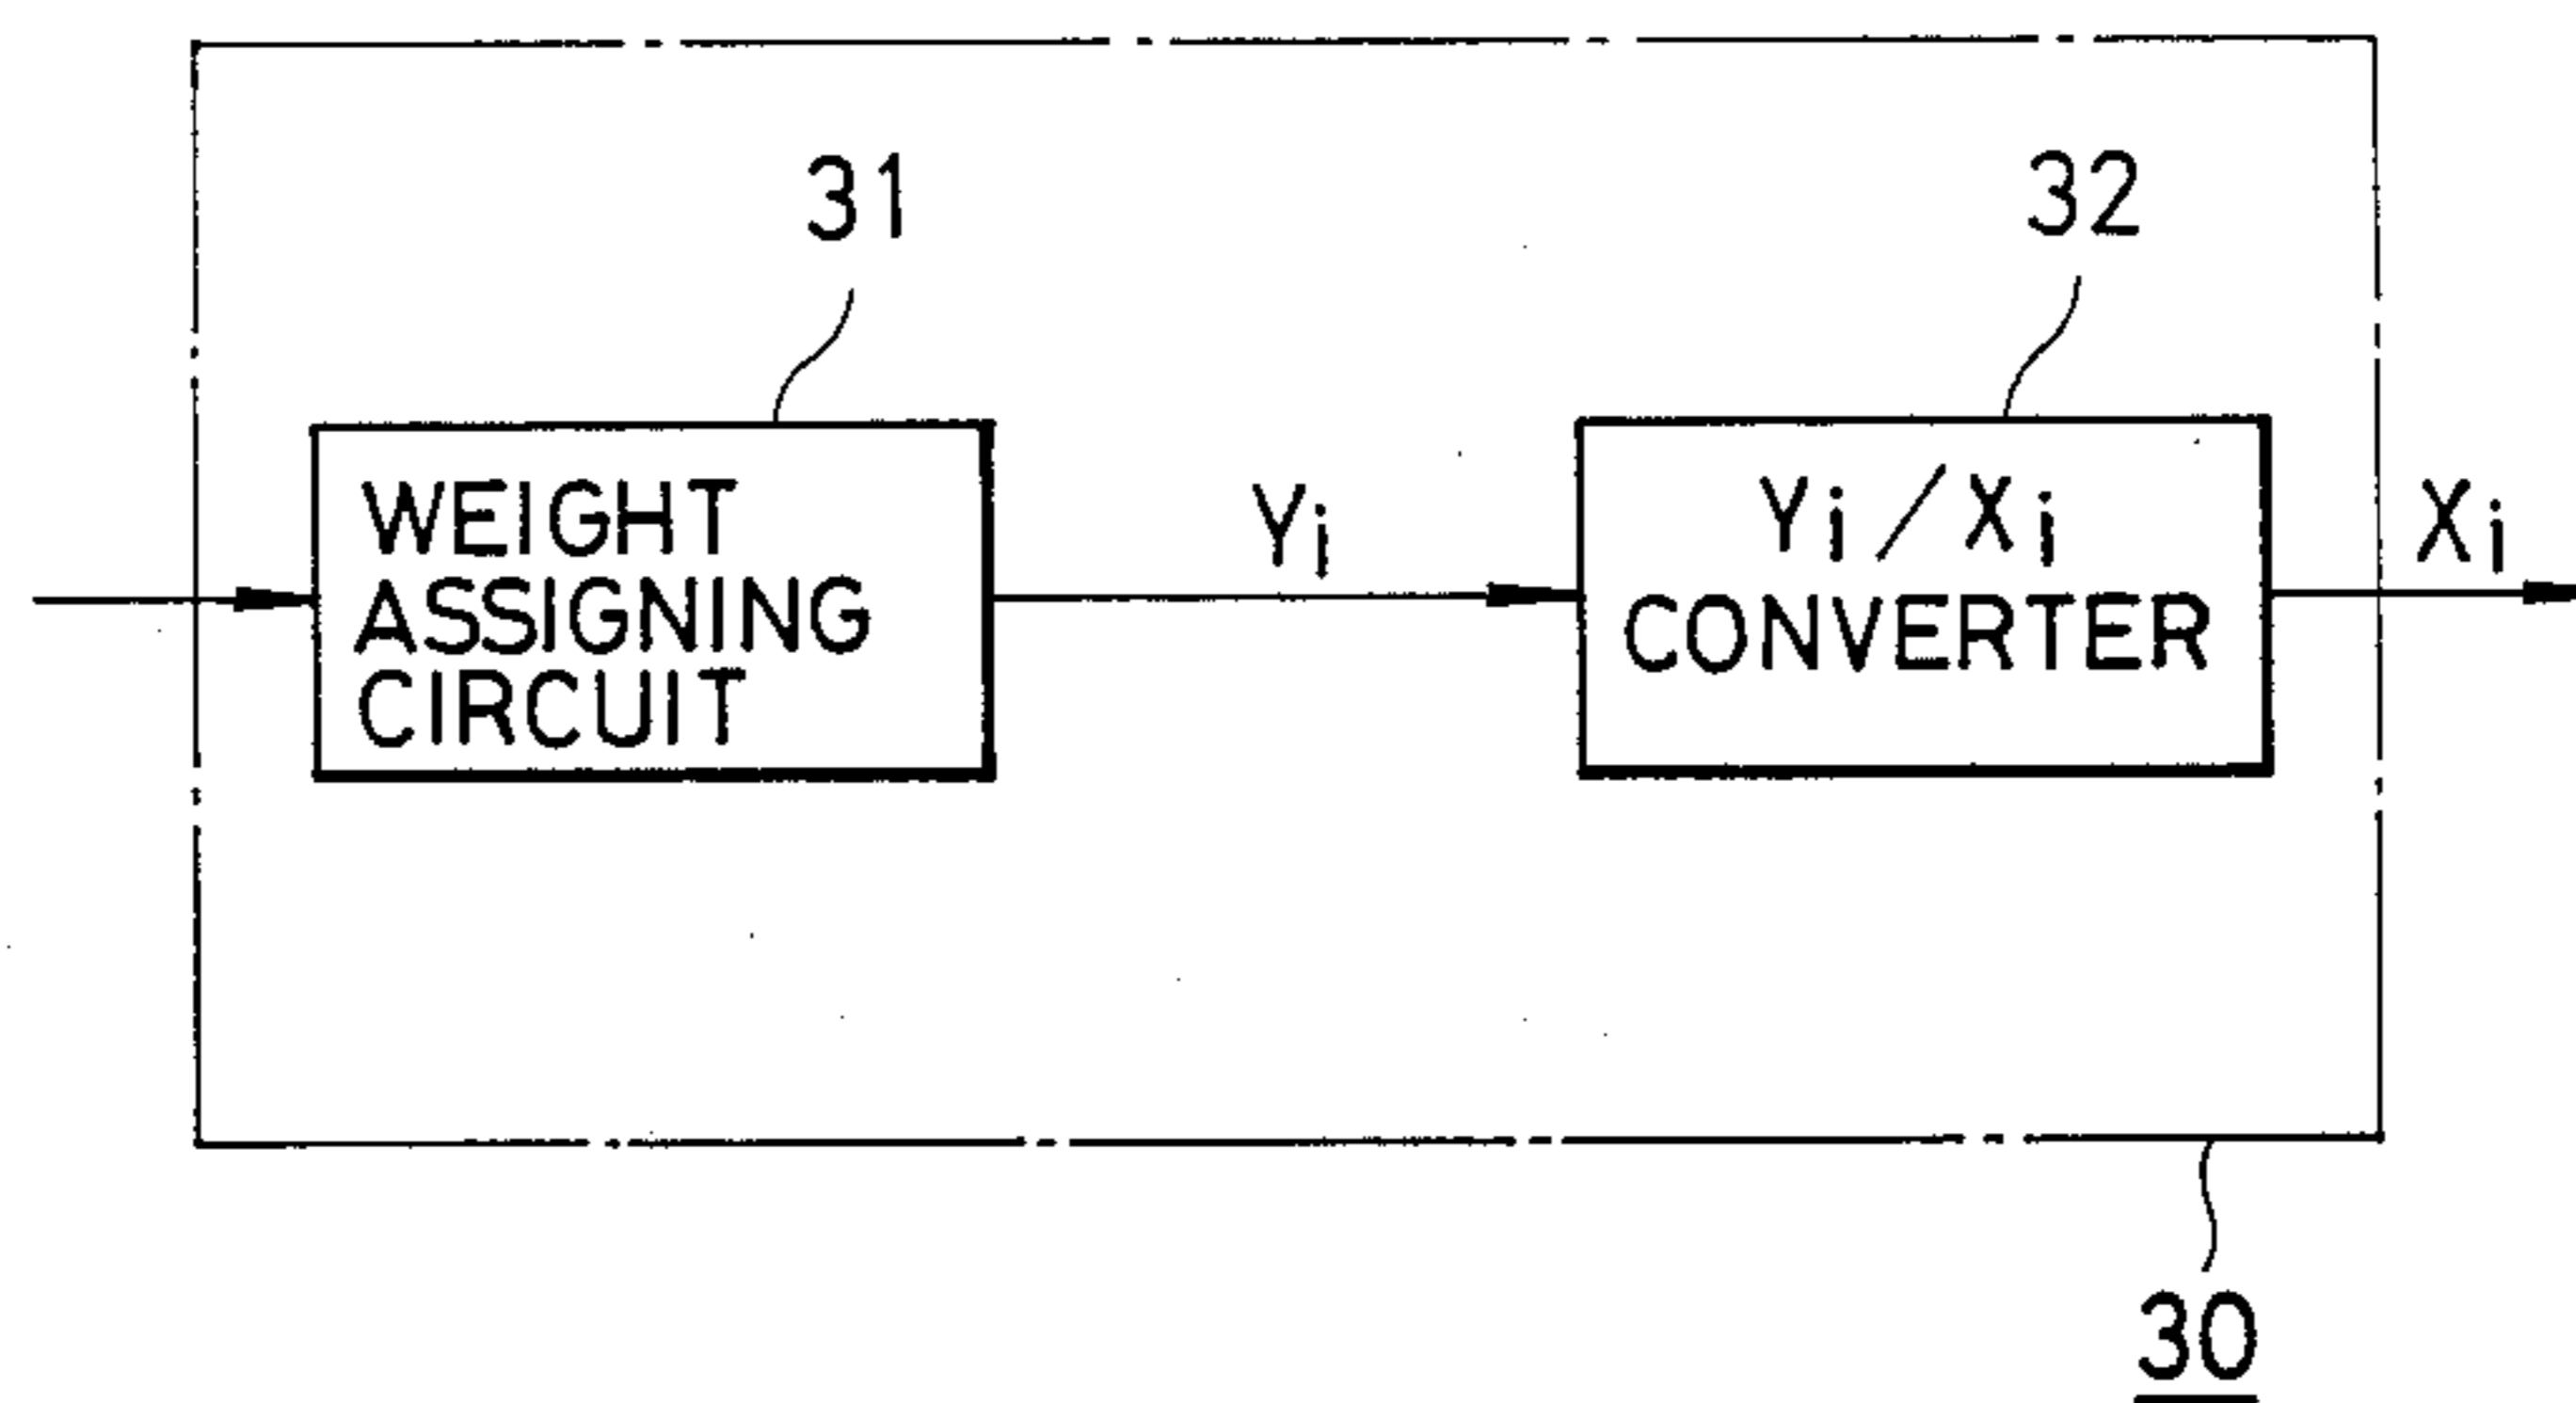 31
32
WEIGHT
ASSIGNING
CIRCUIT
Yi
Yi/Xi
CONVERTER
Xi
30